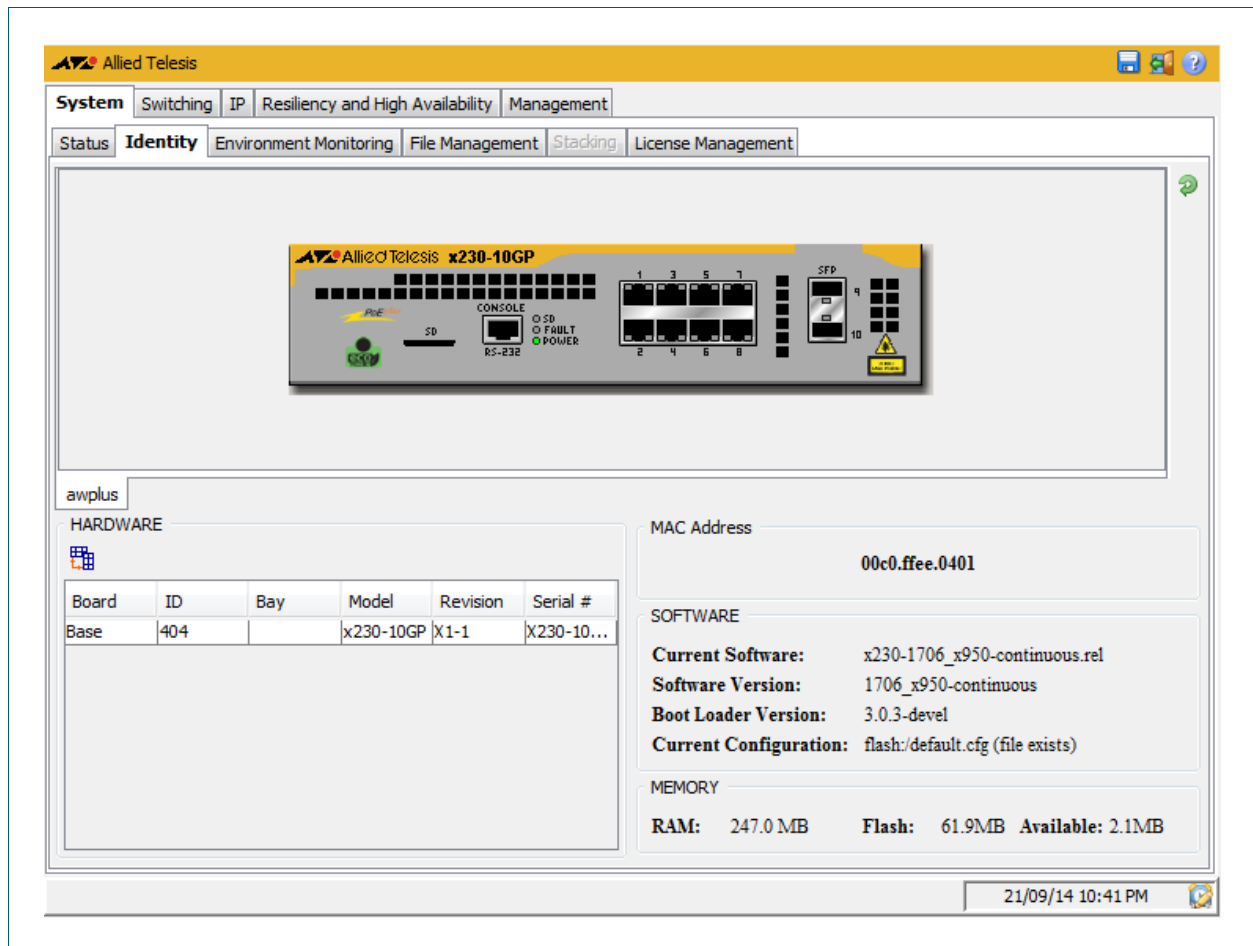 Allied Telesis
System Switching IP Resiliency and High Availability Management
Status Identity Environment Monitoring File Management Stacking License Management
Allied Telesis x230-10GP
1 3 5 7 SFP
9
PoE
CONSOLE
SD
SD
FAULT
POWER
10
RS-232
2 4 6 8
eco
awplus
HARDWARE
Board ID Bay Model Revision Serial #
Base 404 x230-10GP X1-1 X230-10...
MAC Address
00c0.ffee.0401
SOFTWARE
Current Software: x230-1706_x950-continuous.rel
Software Version: 1706_x950-continuous
Boot Loader Version: 3.0.3-devel
Current Configuration: flash:/default.cfg (file exists)
MEMORY
RAM: 247.0 MB Flash: 61.9MB Available: 2.1MB
21/09/14 10:41 PM